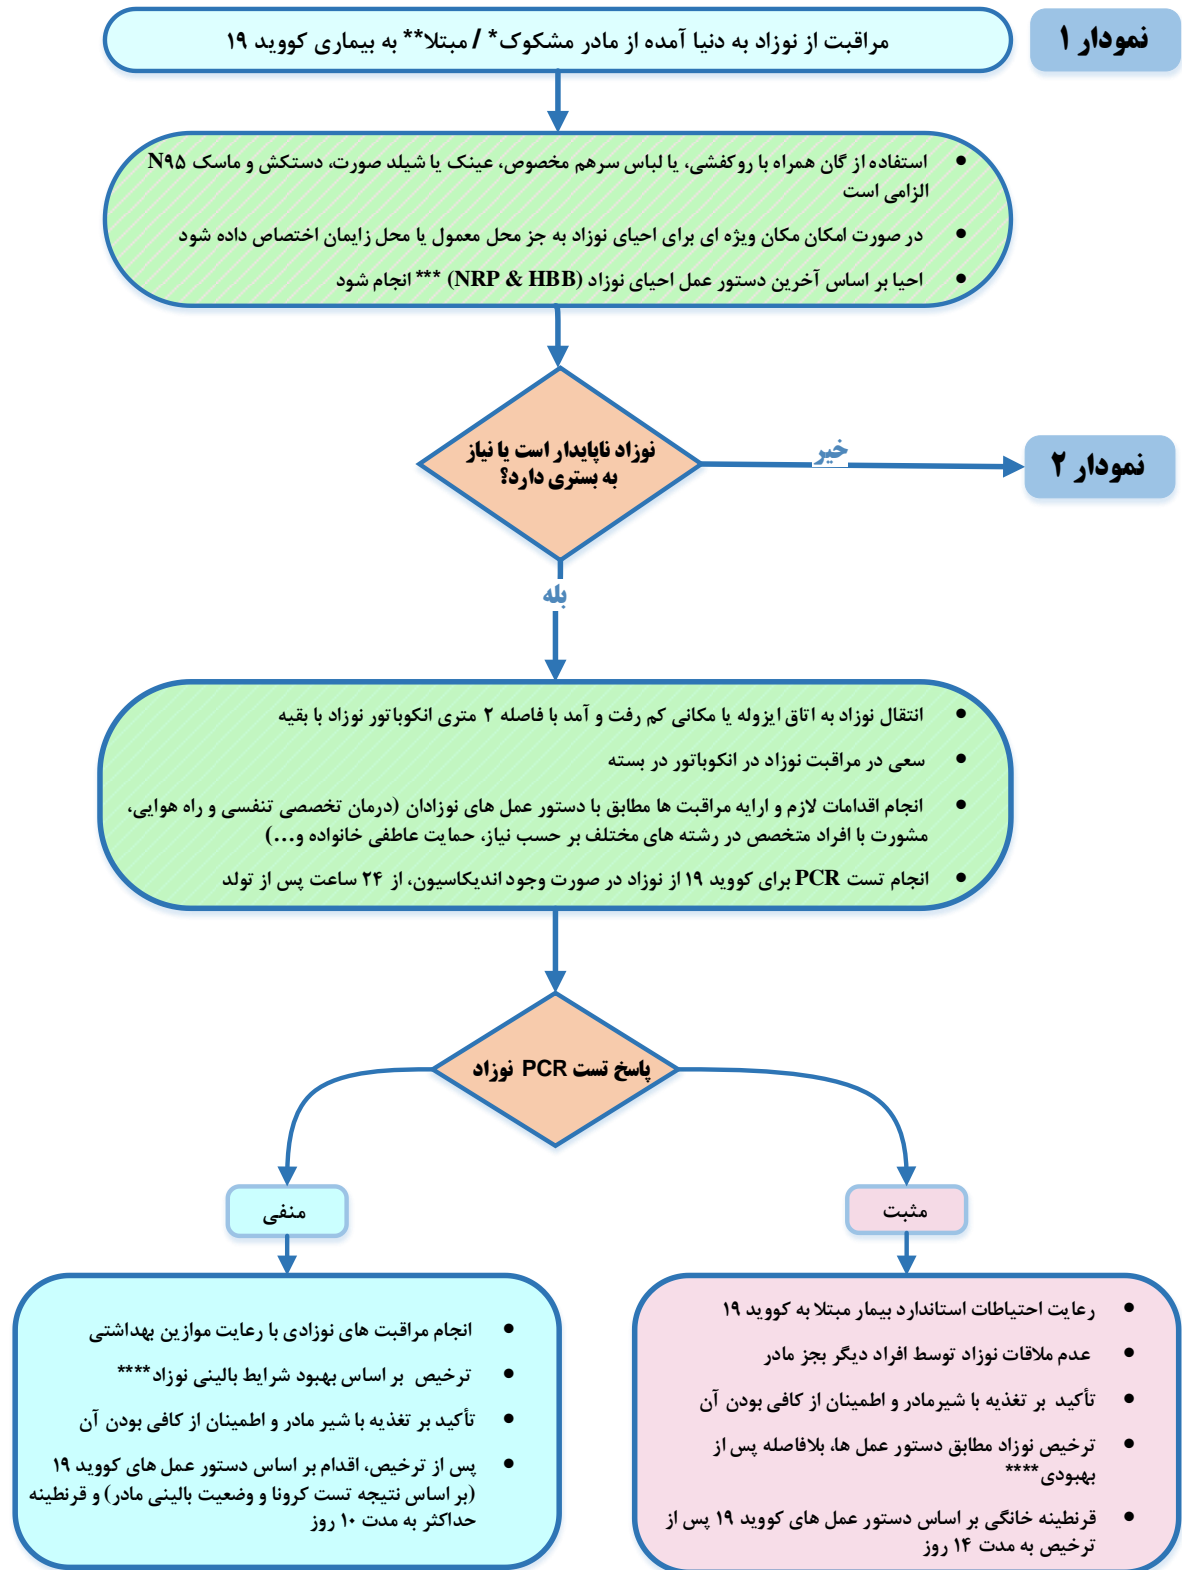 نمودار ۱
مراقبت از نوزاد به دنیا آمده از مادر مشکوک* / مبتلا** به بیماری کووید ۱۹
• استفاده از گان همراه با روکفشی، یا لباس سرهم مخصوص، عینک یا شیلد صورت، دستکش و ماسک N۹۵
الزامی است
• در صورت امکان مکان ویژه ای برای احیای نوزاد به جز محل معمول یا محل زایمان اختصاص داده شود
• احیا بر اساس آخرین دستور عمل احیای نوزاد (NRP & HBB) *** انجام شود
نوزاد ناپایدار است یا نیاز
به بستری دارد؟
خیر
نمودار ۲
بله
• انتقال نوزاد به اتاق ایزوله یا مکانی کم رفت و آمد با فاصله ۲ متری انکوباتور نوزاد با بقیه
• سعی در مراقبت نوزاد در انکوباتور در بسته
• انجام اقدامات لازم و ارایه مراقبت ها مطابق با دستور عمل های نوزادان (درمان تخصصی تنفسی و راه هوایی،
مشورت با افراد متخصص در رشته های مختلف بر حسب نیاز، حمایت عاطفی خانواده و...)
• انجام تست PCR برای کووید ۱۹ از نوزاد در صورت وجود اندیکاسیون، از ۲۴ ساعت پس از تولد
پاسخ تست PCR نوزاد
مثبت
• رعایت احتیاطات استاندارد بیمار مبتلا به کووید ۱۹
• عدم ملاقات نوزاد توسط افراد دیگر بجز مادر
• تأکید بر تغذیه با شیرمادر و اطمینان از کافی بودن آن
• ترخیص نوزاد مطابق دستور عمل ها، بلافاصله پس از
بهبودی****
• قرنطینه خانگی بر اساس دستور عمل های کووید ۱۹ پس از
ترخیص به مدت ۱۴ روز
منفی
• انجام مراقبت های نوزادی با رعایت موازین بهداشتی
• ترخیص بر اساس بهبود شرایط بالینی نوزاد****
• تأکید بر تغذیه با شیر مادر و اطمینان از کافی بودن آن
• پس از ترخیص، اقدام بر اساس دستور عمل های کووید ۱۹
(بر اساس نتیجه تست کرونا و وضعیت بالینی مادر) و قرنطینه
حداکثر به مدت ۱۰ روز